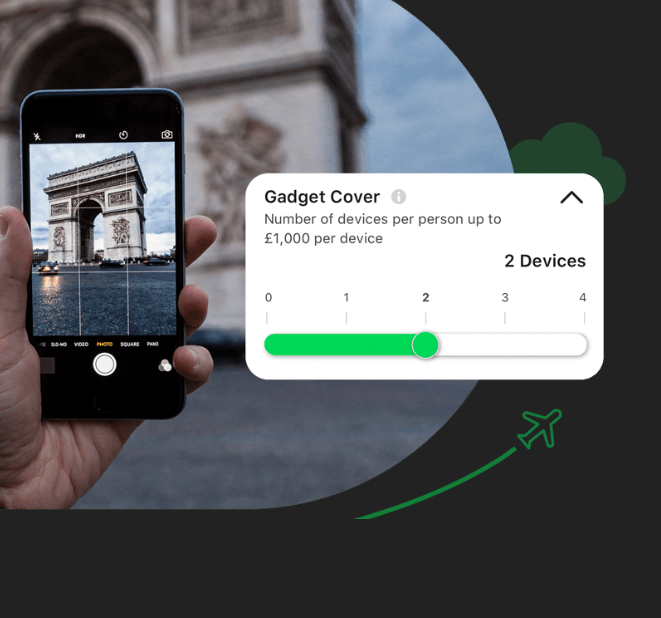 HDR
SLO-MO VIDEO PHOTO SQUARE PANO
Gadget Cover
Number of devices per person up to
£1,000 per device
2 Devices
0 1 2 3 4